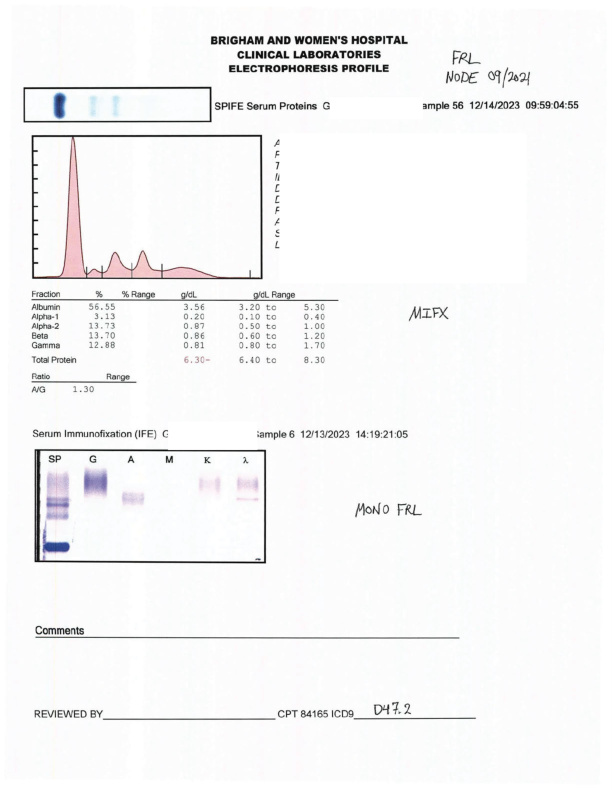 BRIGHAM AND WOMEN'S HOSPITAL
CLINICAL LABORATORIES
ELECTROPHORESIS PROFILE
FRL
NODE 09/2021
SPIFE Serum Proteins G ample 56 12/14/2023 09:59:04:55
Fraction % % Range g/dL g/dL Range
Albumin 56.55 3.56 3.20 to 5.30
Alpha-1 3.13 0.20 0.10 to 0.40
Alpha-2 13.73 0.87 0.50 to 1.00
Beta 13.70 0.86 0.60 to 1.20
Gamma 12.88 0.81 0.80 to 1.70
Total Protein 6.30- 6.40 to 8.30
MIFX
Ratio Range
A/G 1.30
Serum Immunofixation (IFE) G Sample 6 12/13/2023 14:19:21:05
SP G A M K λ
MONO FRL
Comments
REVIEWED BY CPT 84165 ICD9 D47.2